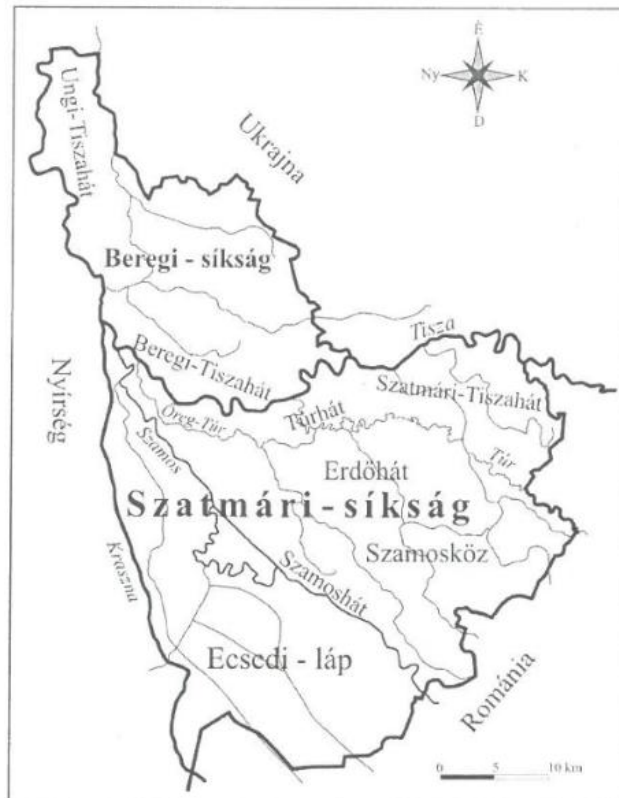 É
Ny
K
D
Ungi-Tiszahát
Ukrajna
Beregi - síkság
Tisza
Nyírség
Beregi-Tiszahát
Szatmári-Tiszahát
Öreg-Túr
Túrhát
Szamos
Túr
Erdőhát
Szatmári - síkság
Kraszna
Szamosköz
Szamoshát
Ecsedi - láp
Románia
0 5 10 km